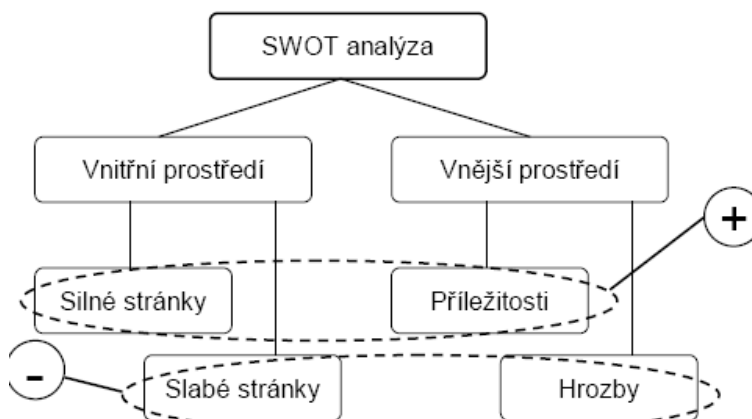 SWOT analýza
Vnitřní prostředí
Vnější prostředí
+
Silné stránky
Příležitosti
-
Slabé stránky
Hrozby